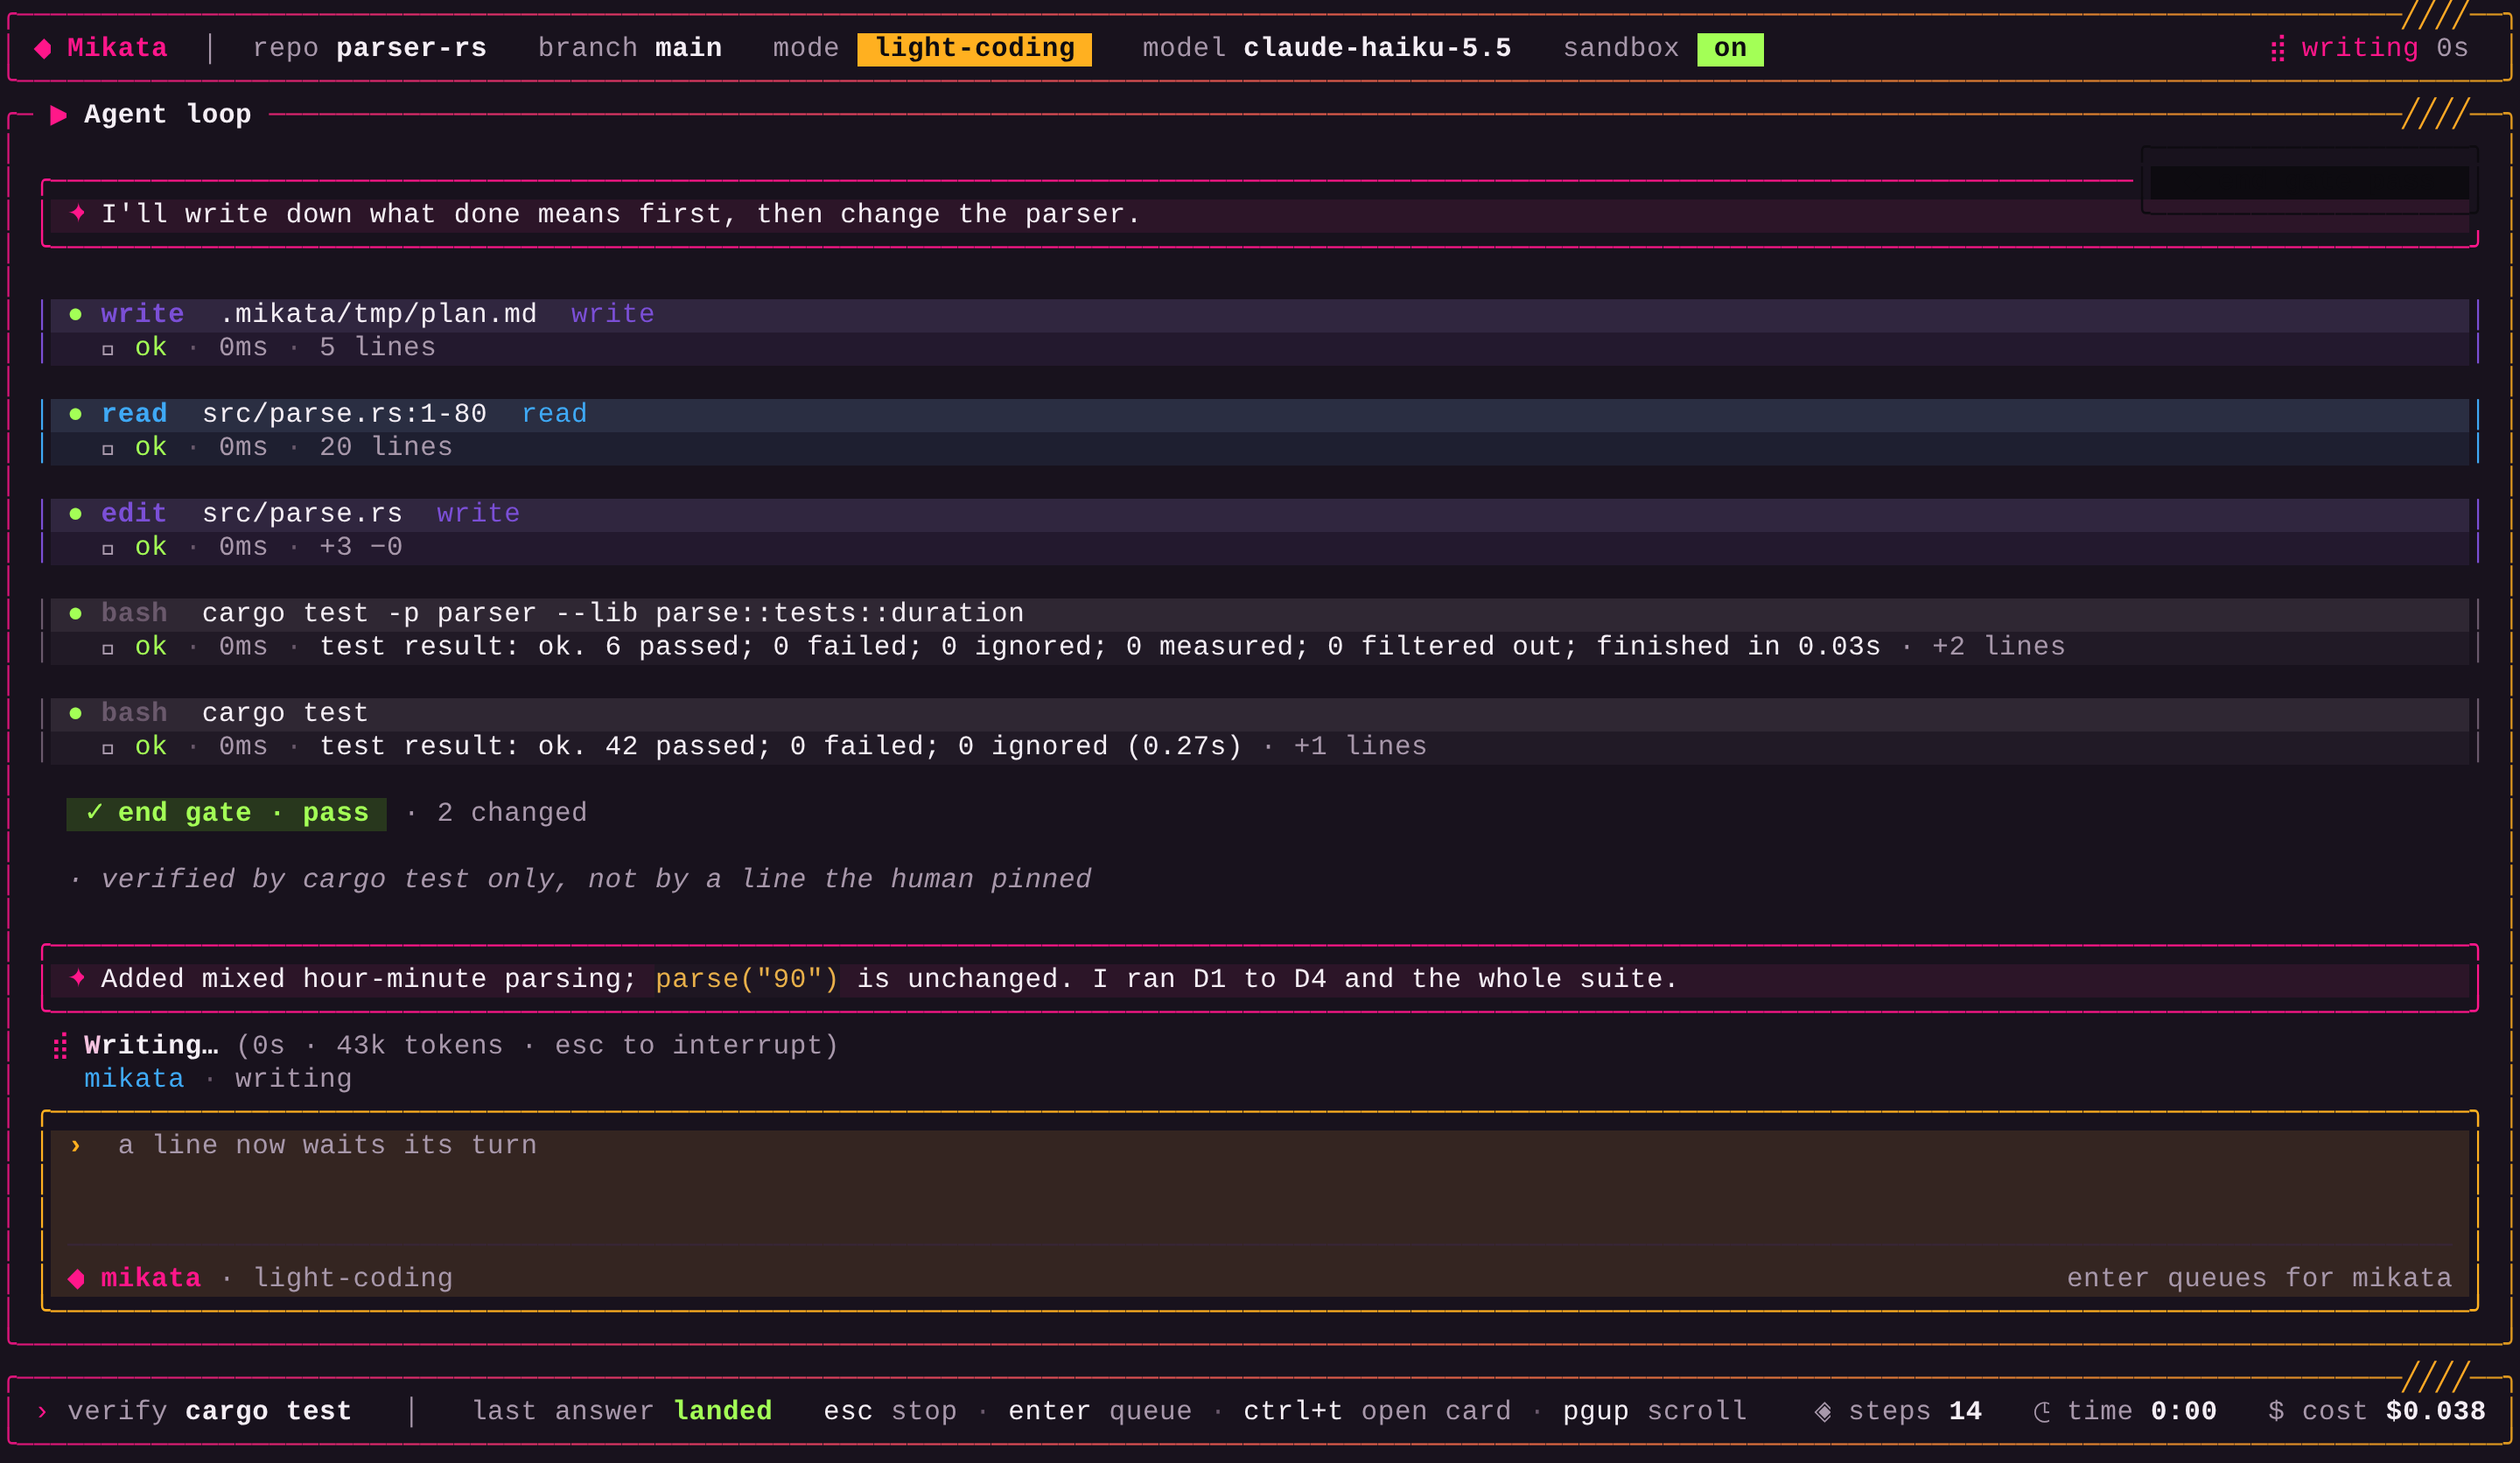 ◆ Mikata │ repo parser-rs branch main mode light-coding model claude-haiku-5.5 sandbox on ⣾ writing 0s
▶ Agent loop ////
✦ I'll write down what done means first, then change the parser.
● write .mikata/tmp/plan.md write
ok · 0ms · 5 lines
● read src/parse.rs:1-80 read
ok · 0ms · 20 lines
● edit src/parse.rs write
ok · 0ms · +3 −0
● bash cargo test -p parser --lib parse::tests::duration
ok · 0ms · test result: ok. 6 passed; 0 failed; 0 ignored; 0 measured; 0 filtered out; finished in 0.03s · +2 lines
● bash cargo test
ok · 0ms · test result: ok. 42 passed; 0 failed; 0 ignored (0.27s) · +1 lines
✓ end gate · pass · 2 changed
· verified by cargo test only, not by a line the human pinned
✦ Added mixed hour-minute parsing; parse("90") is unchanged. I ran D1 to D4 and the whole suite.
⣾ Writing… (0s · 43k tokens · esc to interrupt)
mikata · writing
› a line now waits its turn
◆ mikata · light-coding enter queues for mikata
› verify cargo test │ last answer landed esc stop · enter queue · ctrl+t open card · pgup scroll ◈ steps 14 ◷ time 0:00 $ cost $0.038